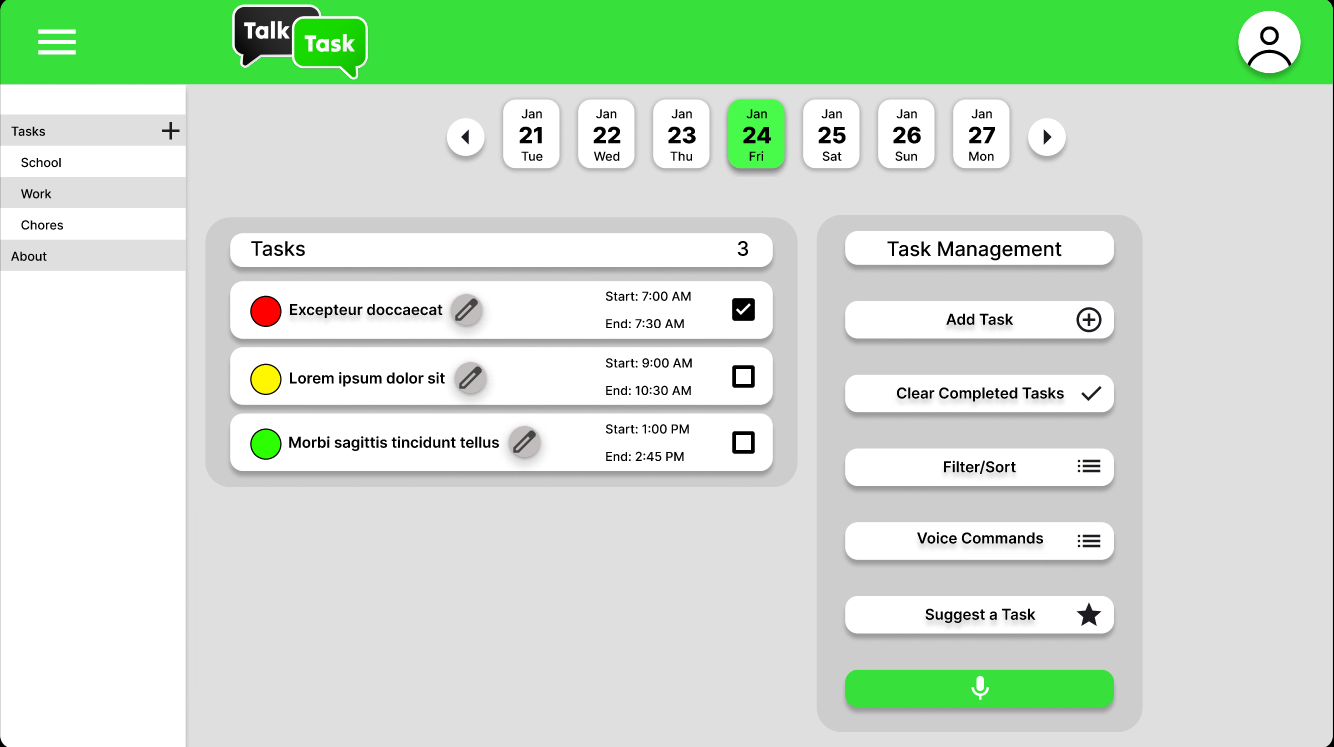 Talk
Task
Jan
21
Tue
Jan
22
Wed
Jan
23
Thu
Jan
24
Fri
Jan
25
Sat
Jan
26
Sun
Jan
27
Mon
Tasks
School
Work
Chores
About
Tasks 3
Excepteur doccaecat
Start: 7:00 AM
End: 7:30 AM
Lorem ipsum dolor sit
Start: 9:00 AM
End: 10:30 AM
Morbi sagittis tincidunt tellus
Start: 1:00 PM
End: 2:45 PM
Task Management
Add Task
Clear Completed Tasks
Filter/Sort
Voice Commands
Suggest a Task